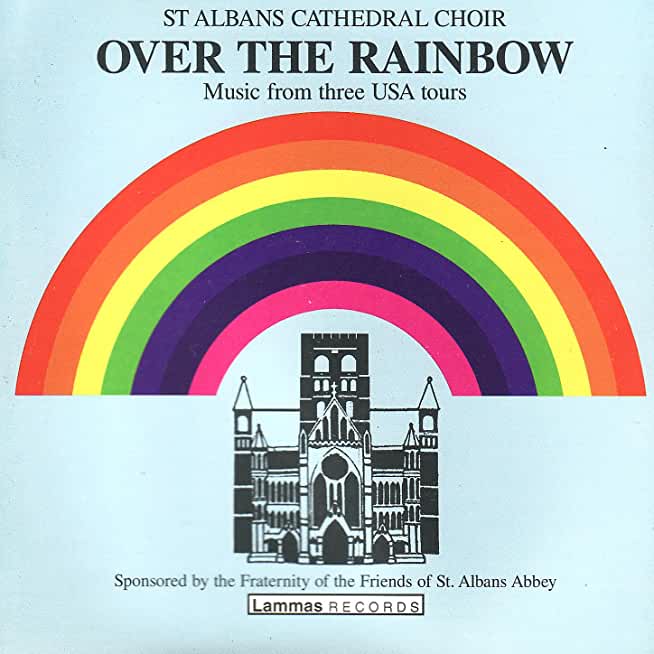 ST ALBANS CATHEDRAL CHOIR
OVER THE RAINBOW
Music from three USA tours
Sponsored by the Fraternity of the Friends of St. Albans Abbey
Lammas RECORDS